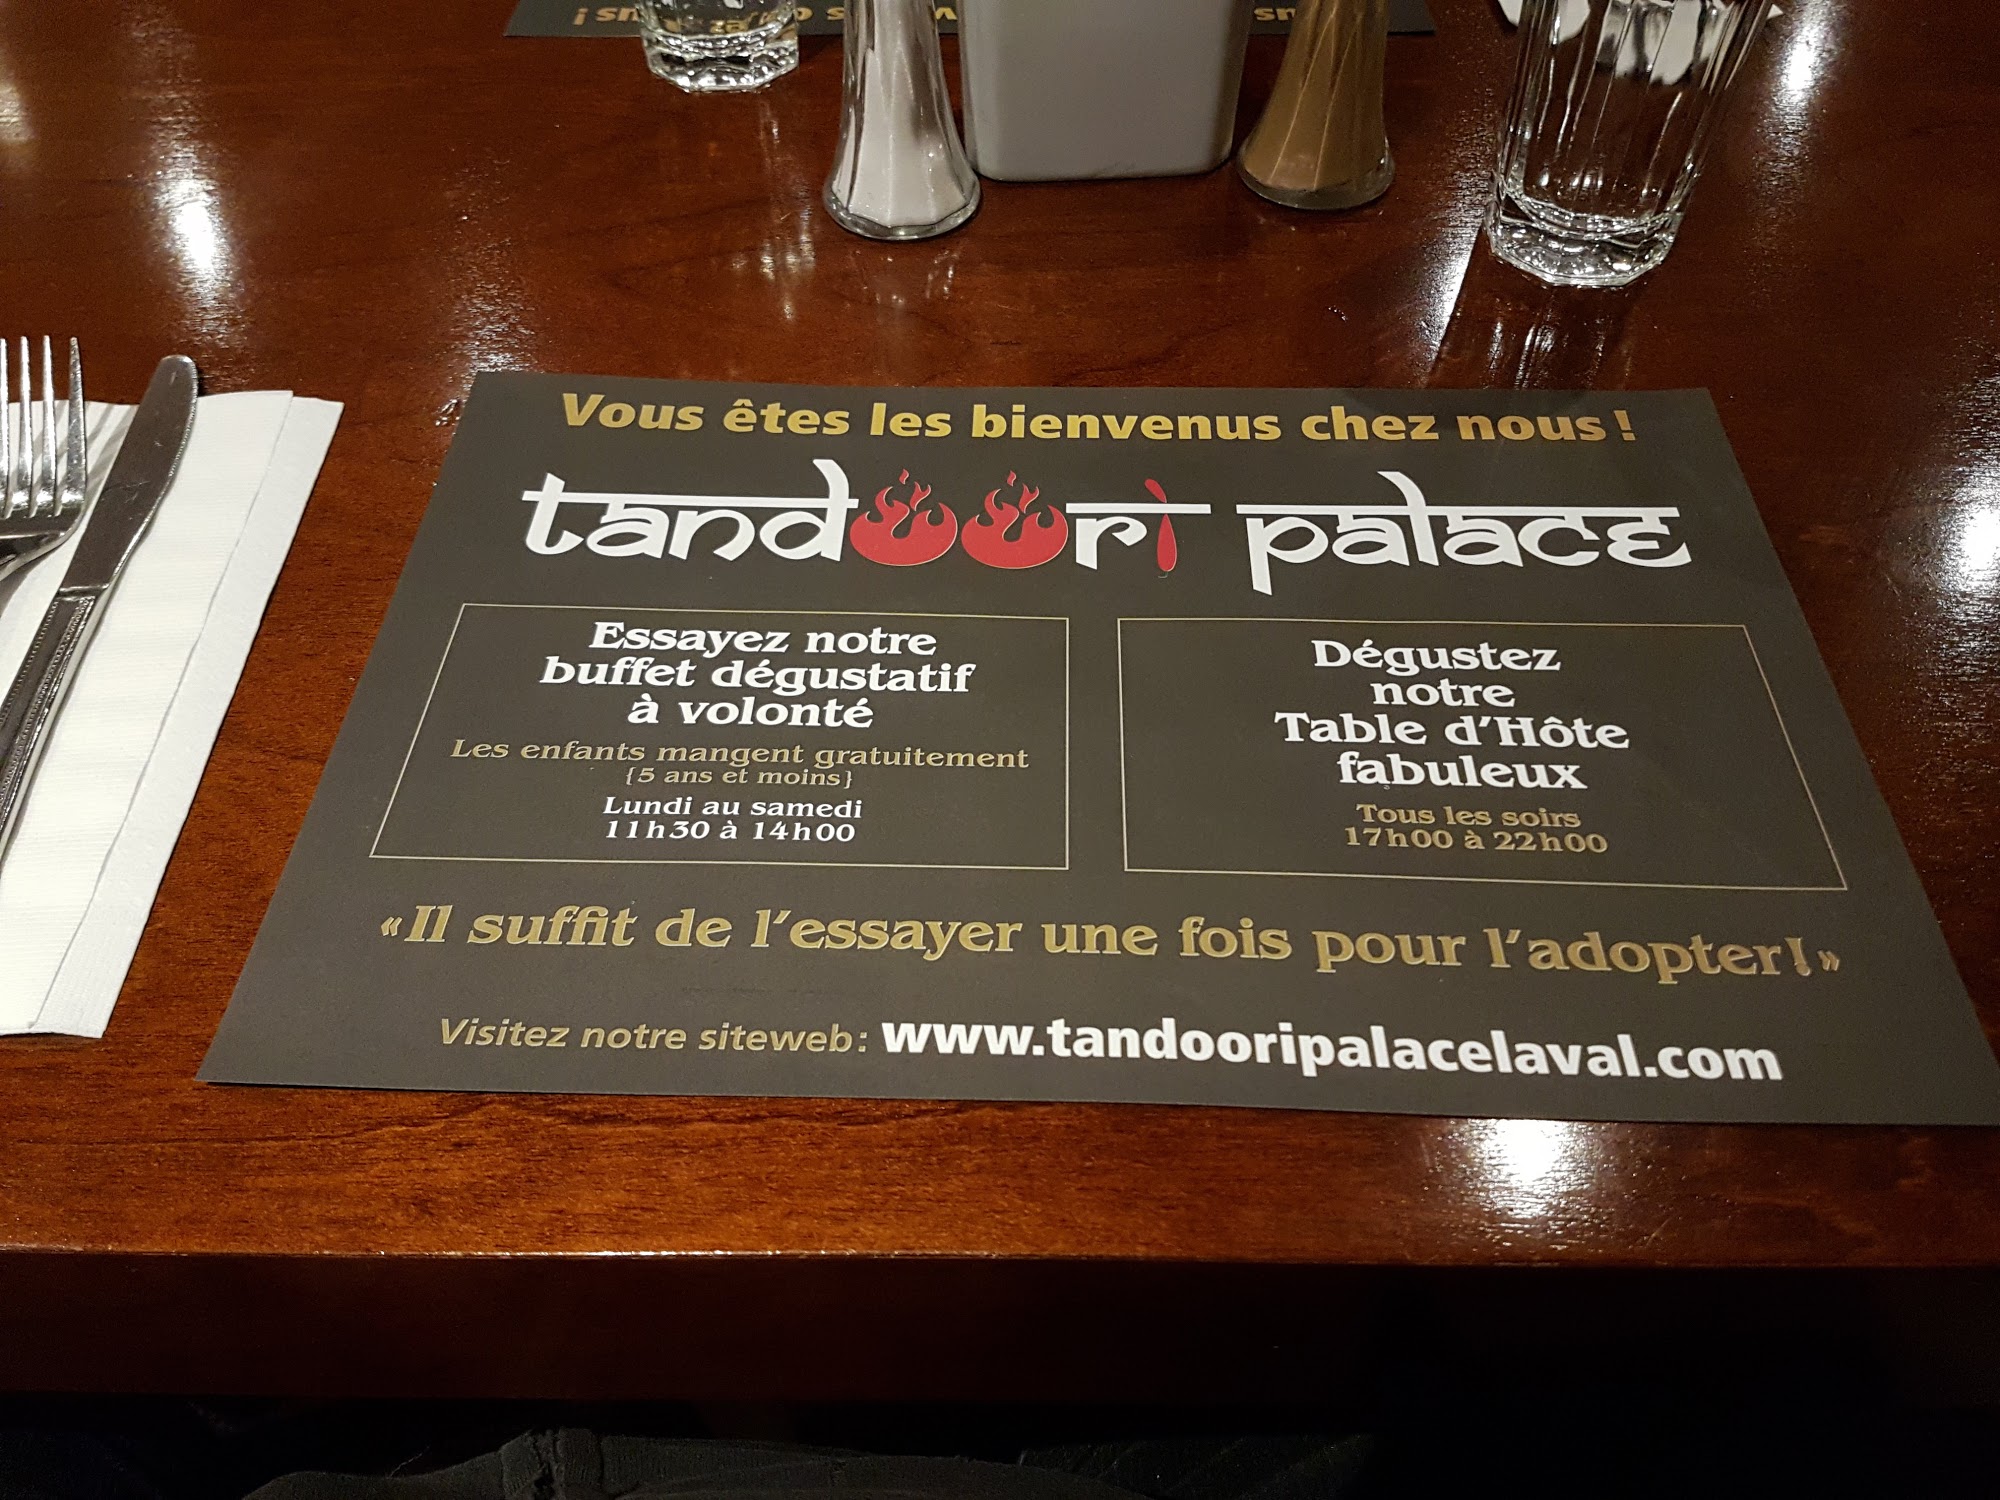 Vous êtes les bienvenus chez nous !
tandoori palace
Essayez notre
buffet dégustatif
à volonté
Les enfants mangent gratuitement
{5 ans et moins}
Lundi au samedi
11h30 à 14h00
Dégustez
notre
Table d'Hôte
fabuleux
Tous les soirs
17h00 à 22h00
«Il suffit de l'essayer une fois pour l'adopter!»
Visitez notre siteweb: www.tandooripalacelaval.com